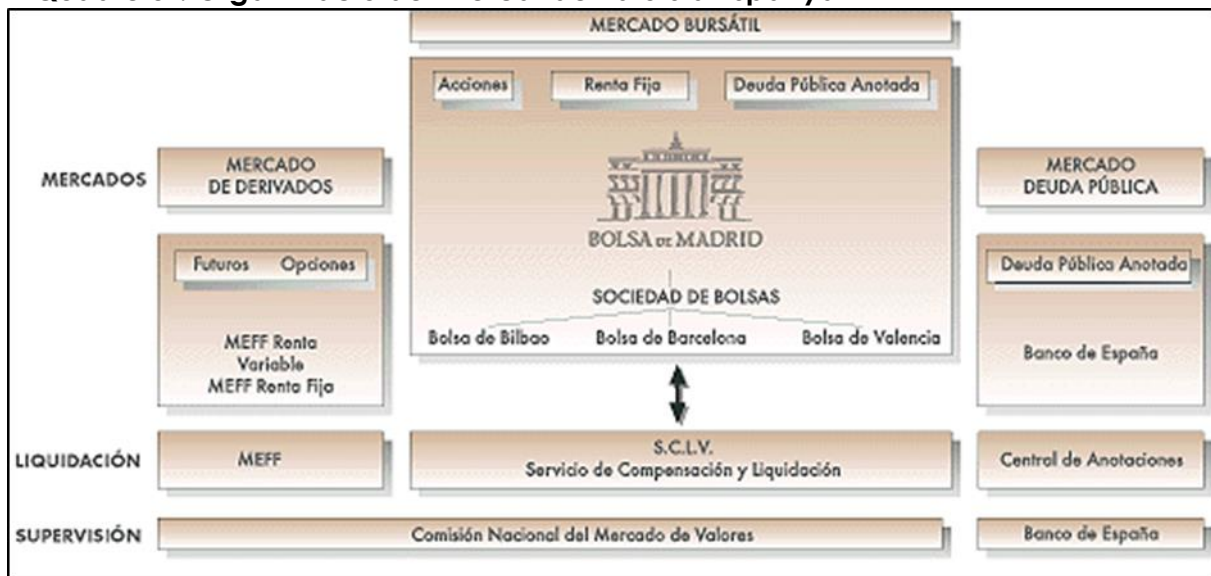 MERCADO BURSÁTIL
Acciones
Renta Fija
Deuda Pública Anotada
MERCADOS
MERCADO
DE DERIVADOS
BOLSA DE MADRID
MERCADO
DEUDA PÚBLICA
Futuros Opciones
MEFF Renta
Variable
MEFF Renta Fija
SOCIEDAD DE BOLSAS
Bolsa de Bilbao
Bolsa de Barcelona
Bolsa de Valencia
Deuda Pública Anotada
Banco de España
LIQUIDACIÓN
MEFF
S.C.L.V.
Servicio de Compensación y Liquidación
Central de Anotaciones
SUPERVISIÓN
Comisión Nacional del Mercado de Valores
Banco de España